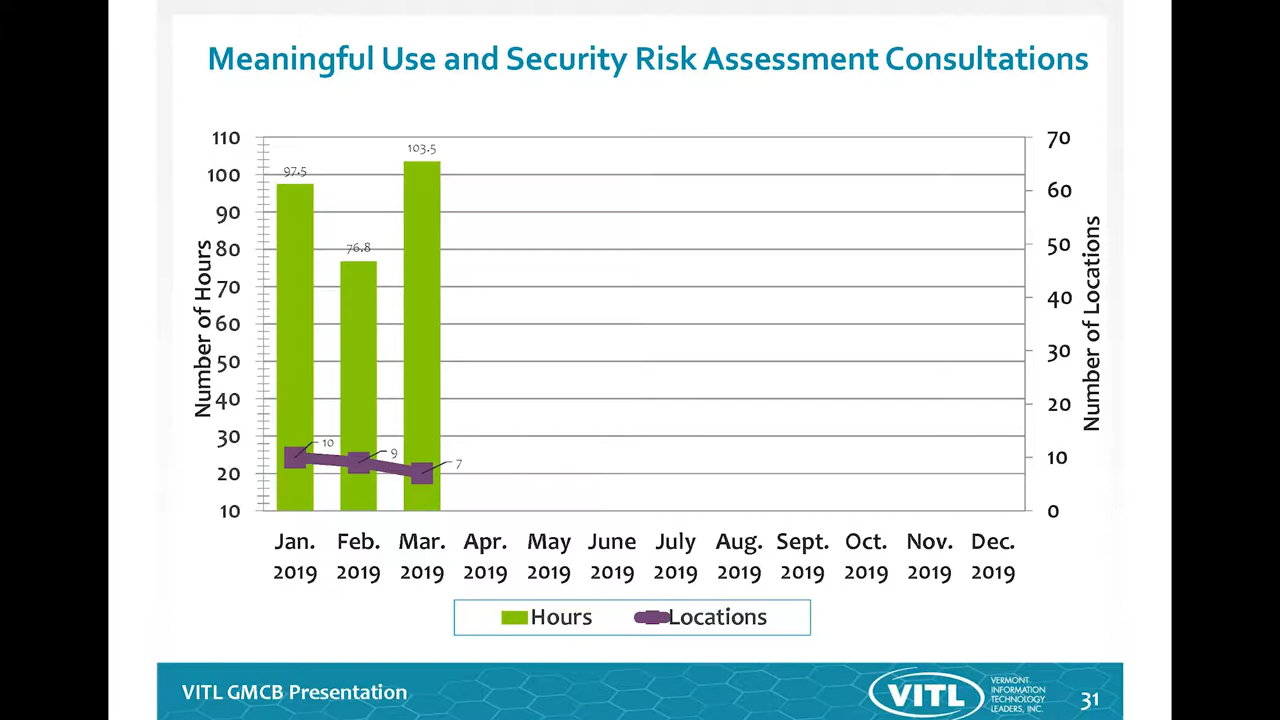 Meaningful Use and Security Risk Assessment Consultations
Number of Hours
110
100
90
80
70
60
50
40
30
20
10
97.5
76.8
103.5
10
9
7
70
60
50
40
30
20
10
0
Number of Locations
Jan. Feb. Mar. Apr. May June July Aug. Sept. Oct. Nov. Dec.
2019 2019 2019 2019 2019 2019 2019 2019 2019 2019 2019 2019
Hours Locations
VITL GMCB Presentation
VITL
VERMONT
INFORMATION
TECHNOLOGY
LEADERS, INC.
31